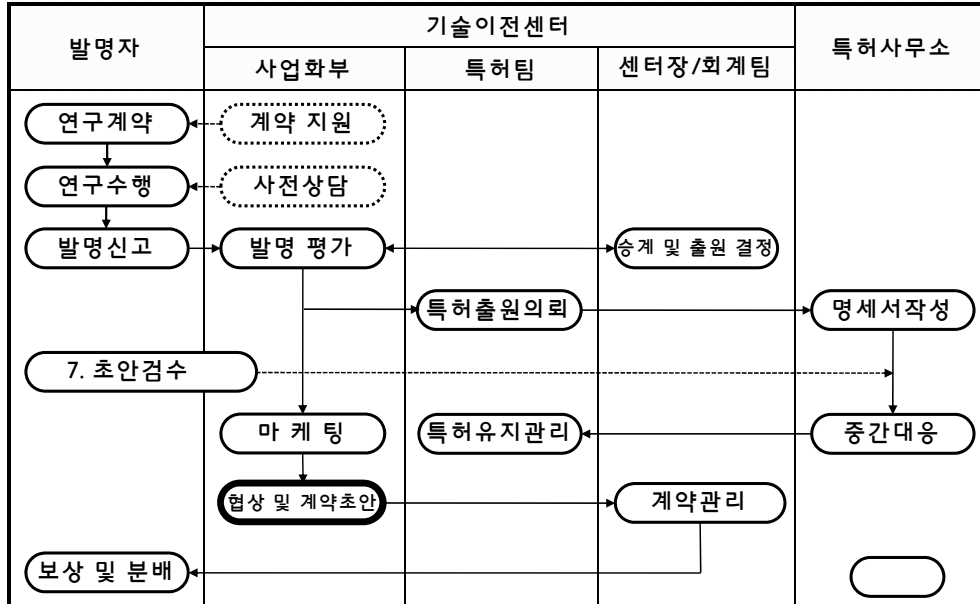 발명자
기술이전센터
특허사무소
사업화부
특허팀
센터장/회계팀
연구계약
계약 지원
연구수행
사전상담
발명신고
발명 평가
승계 및 출원 결정
특허출원의뢰
명세서작성
7. 초안검수
마 케 팅
특허유지관리
중간대응
협상 및 계약초안
계약관리
보상 및 분배